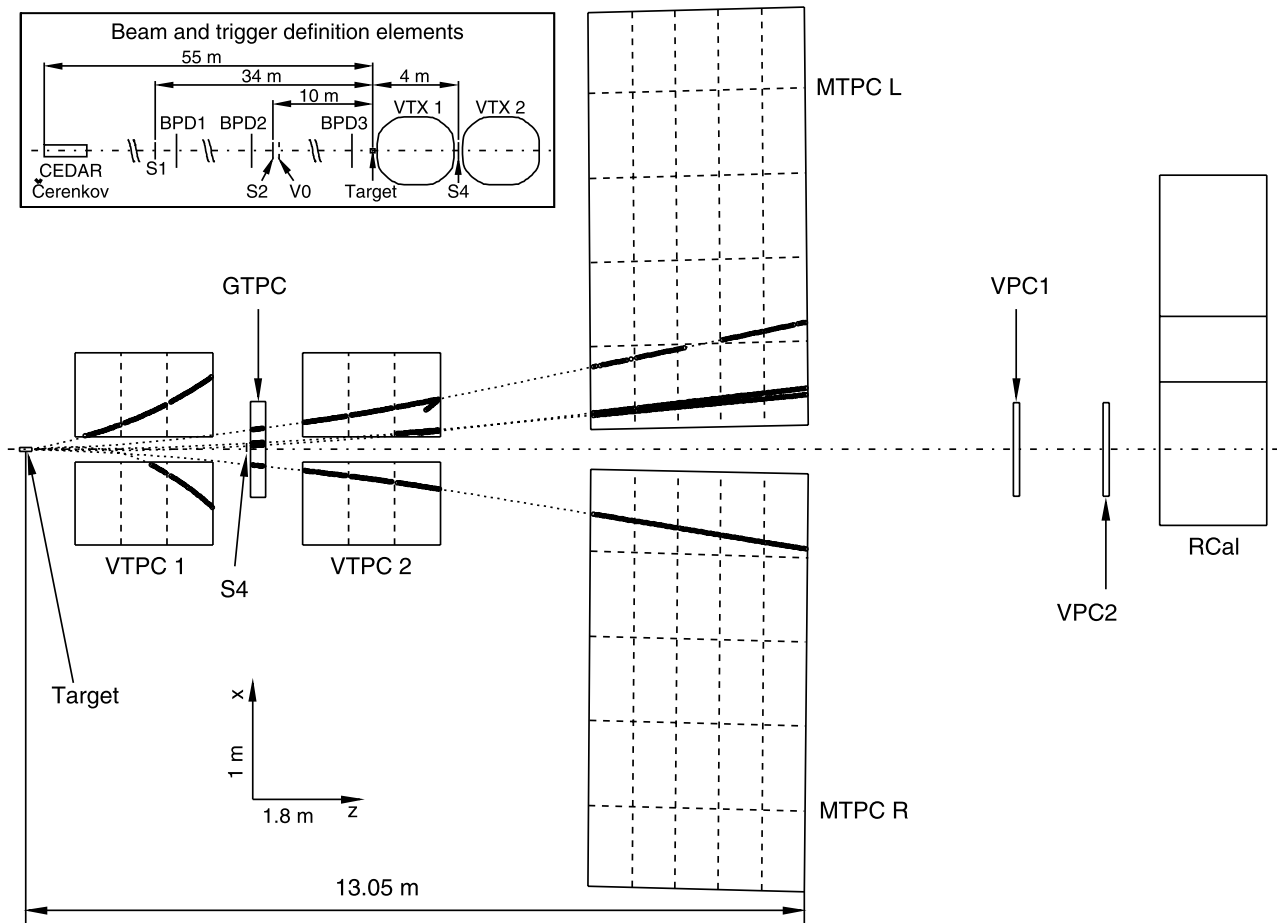 Beam and trigger definition elements
55 m
34 m
4 m
10 m
VTX 1
VTX 2
BPD1
BPD2
BPD3
CEDAR
Čerenkov
S1
S2
V0
Target
S4
MTPC L
GTPC
VPC1
VTPC 1
VTPC 2
S4
RCal
VPC2
Target
x
1 m
1.8 m
z
MTPC R
13.05 m